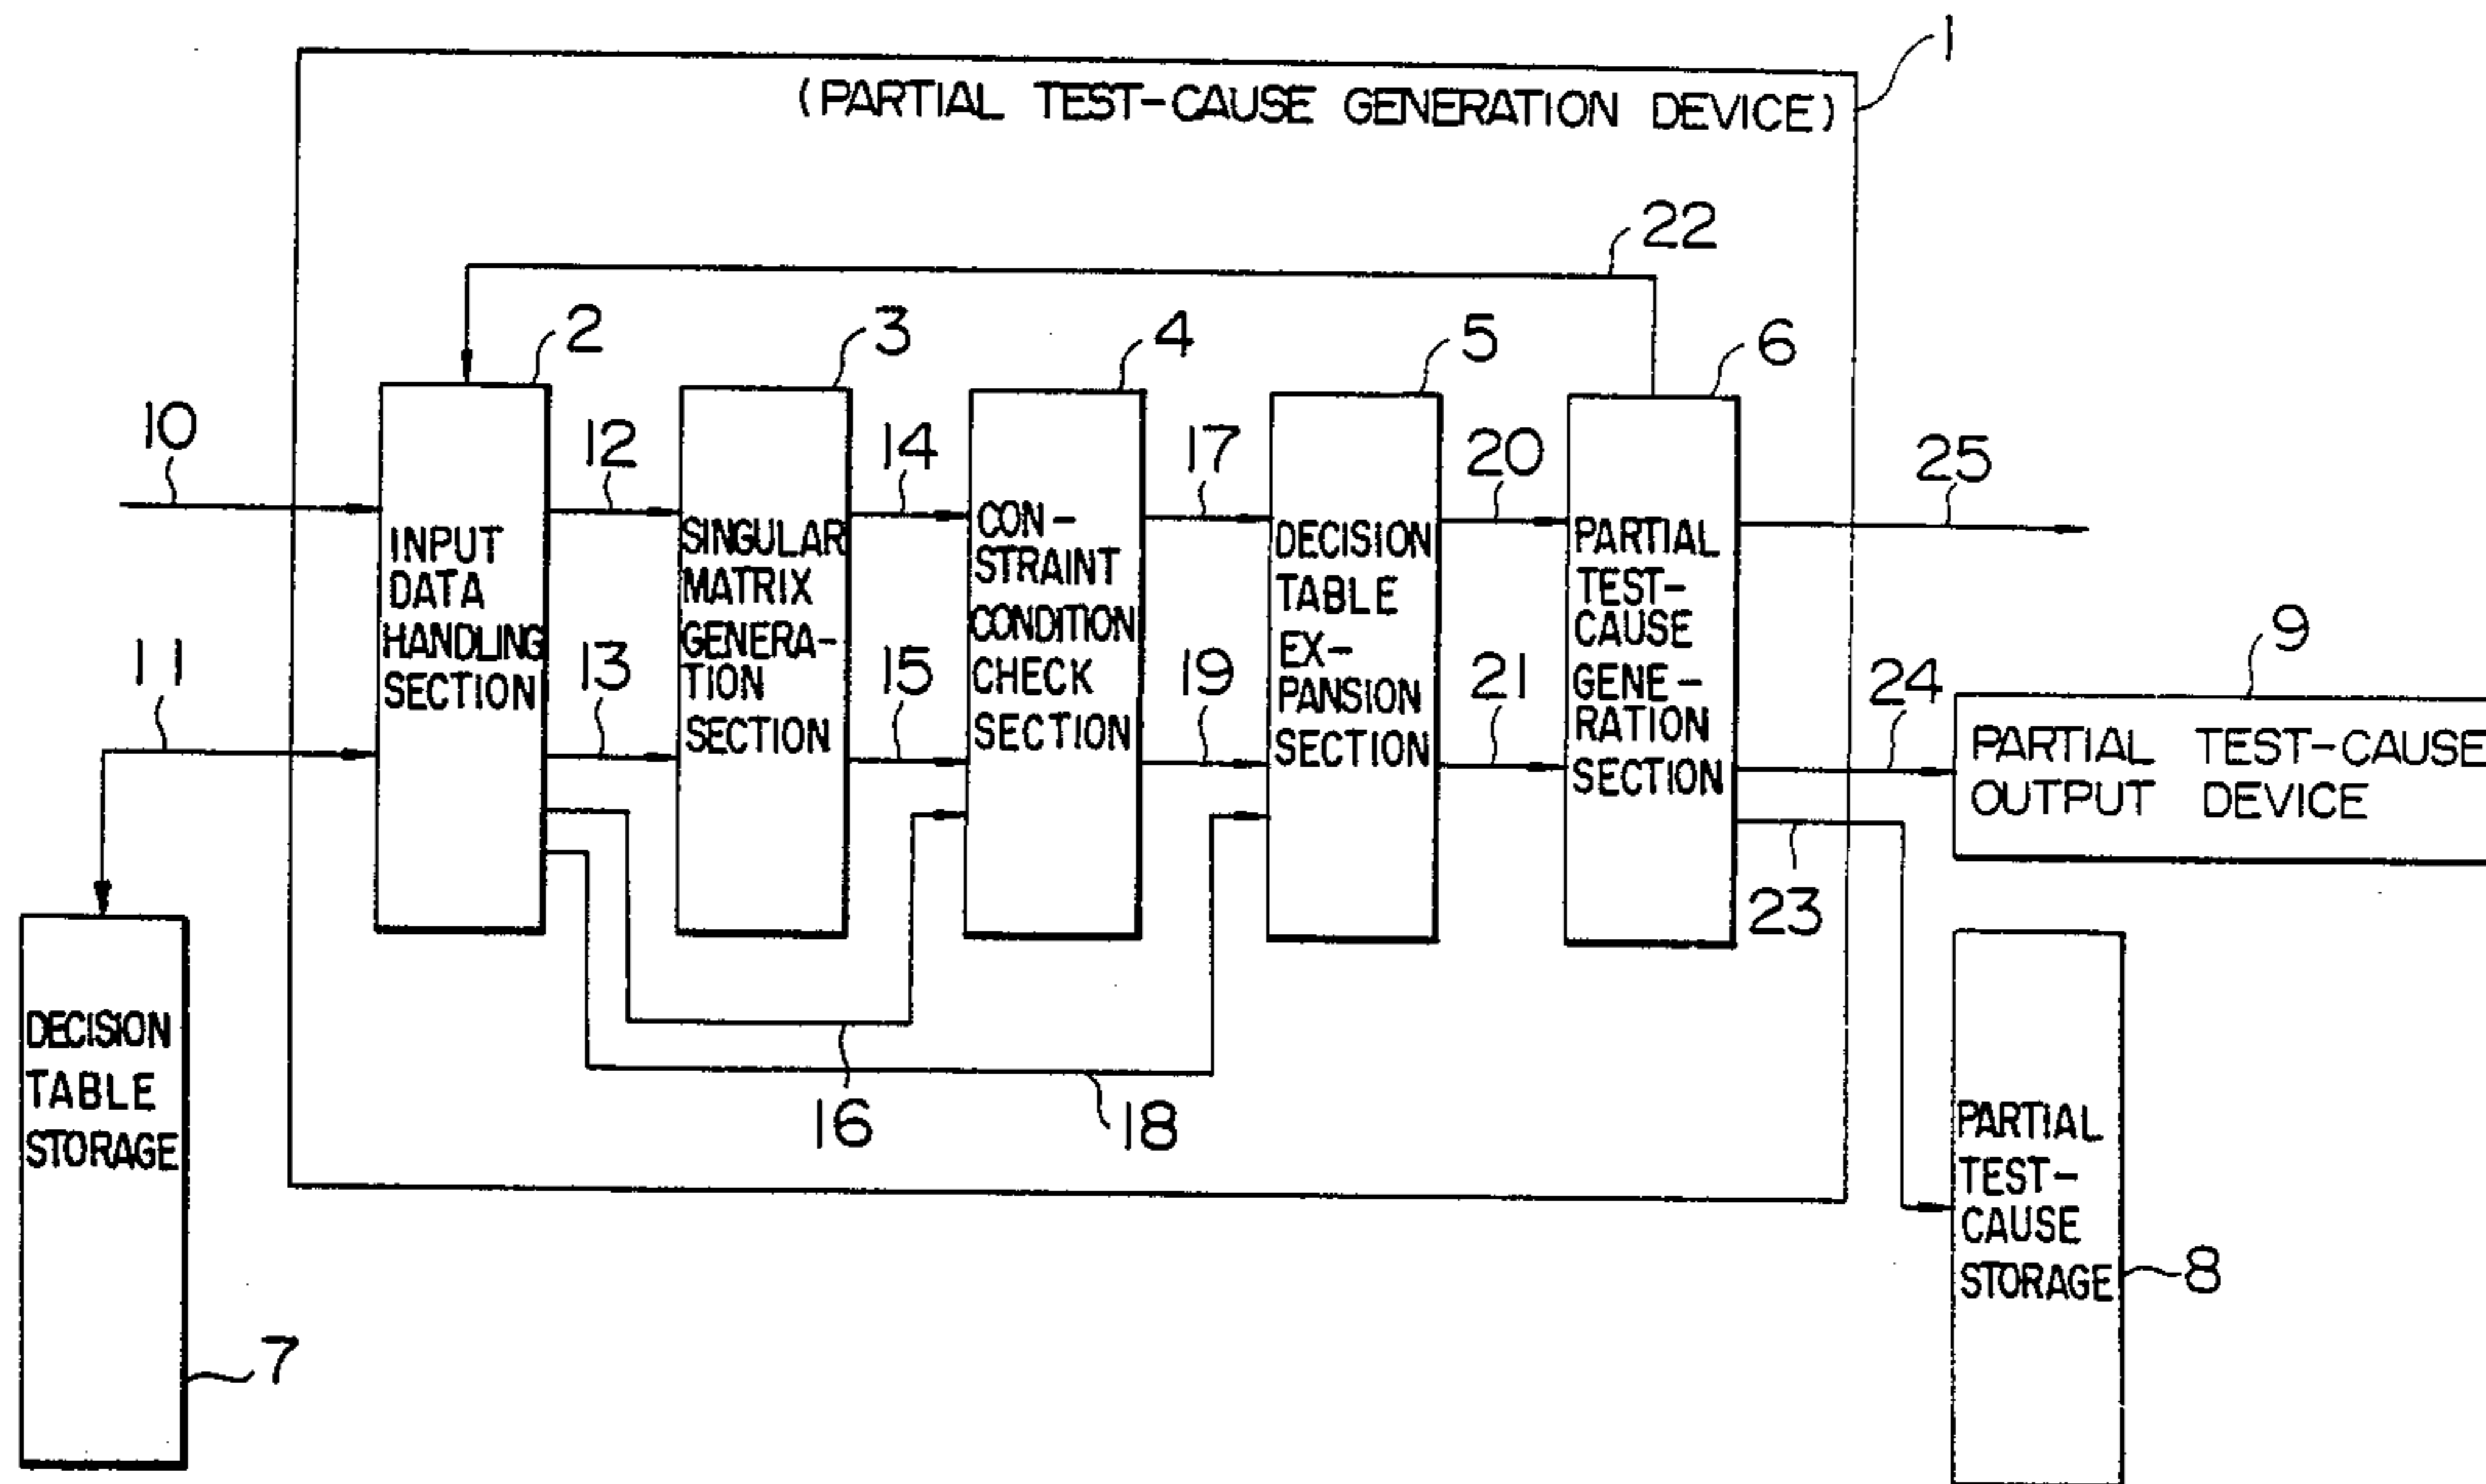 1
(PARTIAL TEST-CAUSE GENERATION DEVICE)
22
2
3
4
5
6
10
12
14
17
20
25
INPUT
DATA
HANDLING
SECTION
SINGULAR
MATRIX
GENERA-
TION
SECTION
CON-
STRAINT
CONDITION
CHECK
SECTION
DECISION
TABLE
EX-
PANSION
SECTION
PARTIAL
TEST-
CAUSE
GENE-
RATION
SECTION
11
13
15
19
21
24
9
PARTIAL TEST-CAUSE
OUTPUT DEVICE
23
16
18
DECISION
TABLE
STORAGE
7
PARTIAL
TEST-
CAUSE
STORAGE
8